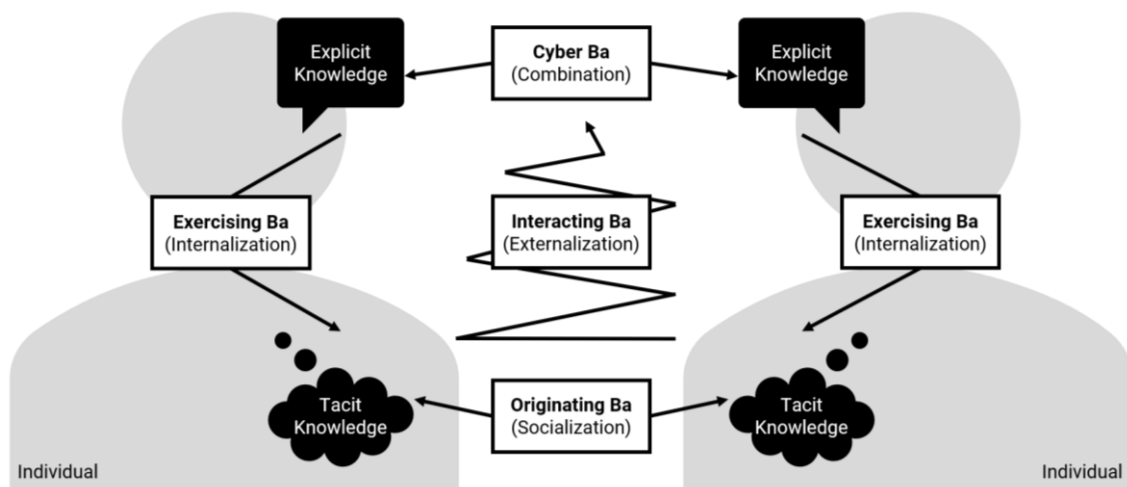 Explicit
Knowledge
Cyber Ba
(Combination)
Explicit
Knowledge
Exercising Ba
(Internalization)
Interacting Ba
(Externalization)
Exercising Ba
(Internalization)
Tacit
Knowledge
Originating Ba
(Socialization)
Tacit
Knowledge
Individual
Individual